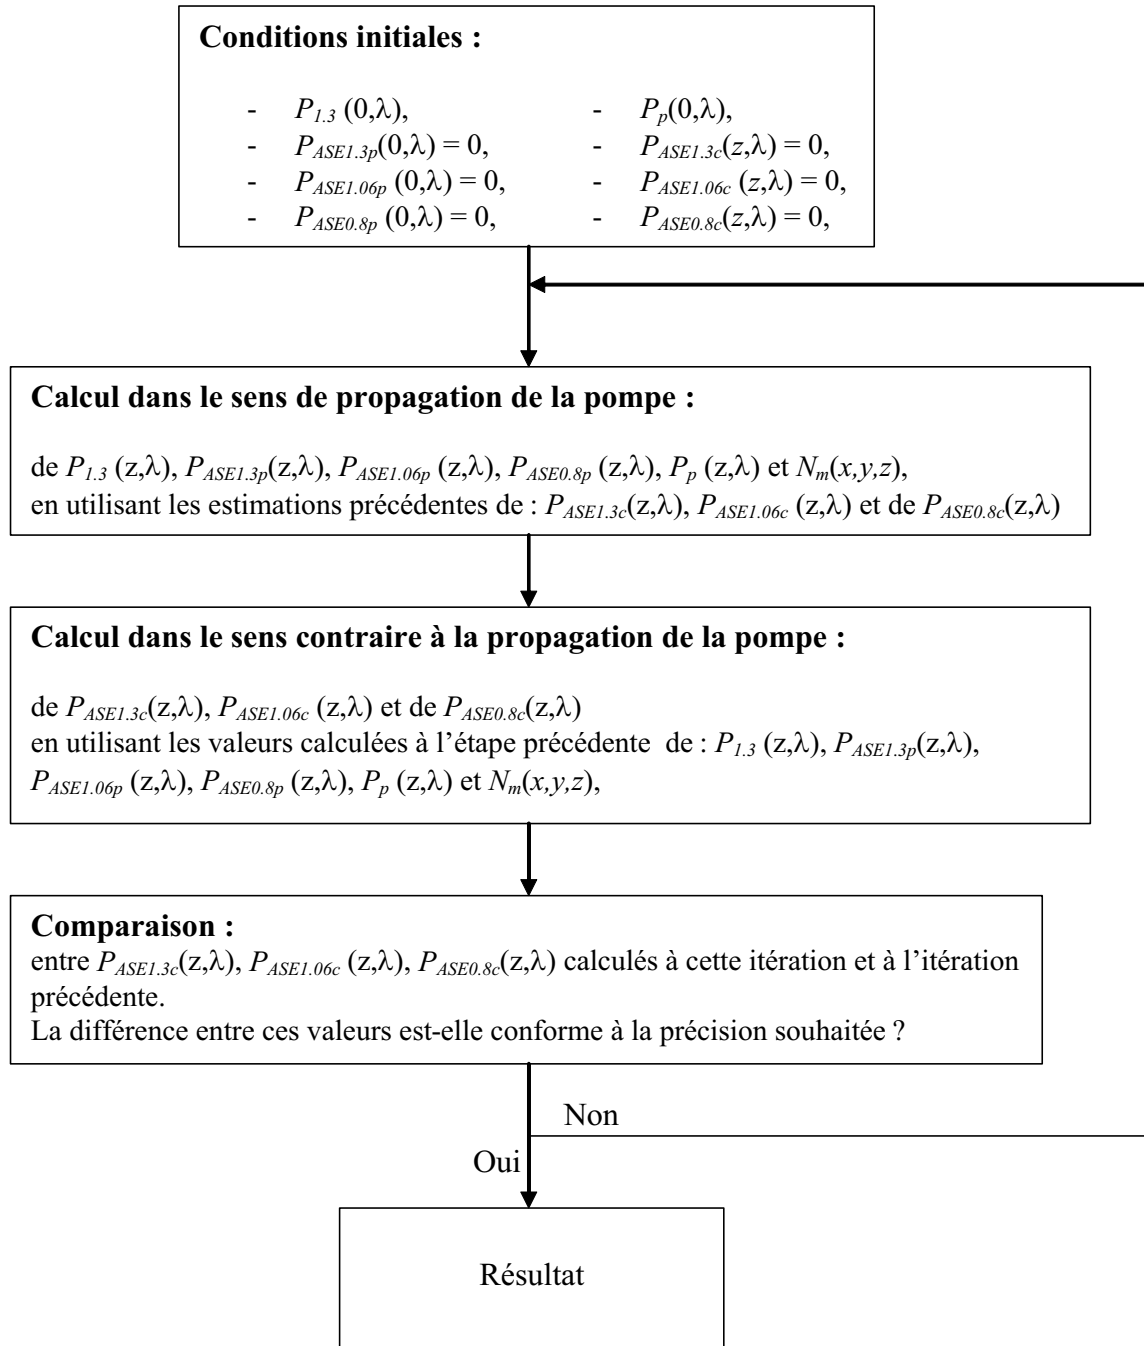 Conditions initiales :
- P1.3 (0,λ), - Pp(0,λ),
- PASE1.3p(0,λ) = 0, - PASE1.3c(z,λ) = 0,
- PASE1.06p (0,λ) = 0, - PASE1.06c (z,λ) = 0,
- PASE0.8p (0,λ) = 0, - PASE0.8c(z,λ) = 0,
Calcul dans le sens de propagation de la pompe :
de P1.3 (z,λ), PASE1.3p(z,λ), PASE1.06p (z,λ), PASE0.8p (z,λ), Pp (z,λ) et Nm(x,y,z),
en utilisant les estimations précédentes de : PASE1.3c(z,λ), PASE1.06c (z,λ) et de PASE0.8c(z,λ)
Calcul dans le sens contraire à la propagation de la pompe :
de PASE1.3c(z,λ), PASE1.06c (z,λ) et de PASE0.8c(z,λ)
en utilisant les valeurs calculées à l'étape précédente de : P1.3 (z,λ), PASE1.3p(z,λ),
PASE1.06p (z,λ), PASE0.8p (z,λ), Pp (z,λ) et Nm(x,y,z),
Comparaison :
entre PASE1.3c(z,λ), PASE1.06c (z,λ), PASE0.8c(z,λ) calculés à cette itération et à l'itération
précédente.
La différence entre ces valeurs est-elle conforme à la précision souhaitée ?
Non
Oui
Résultat